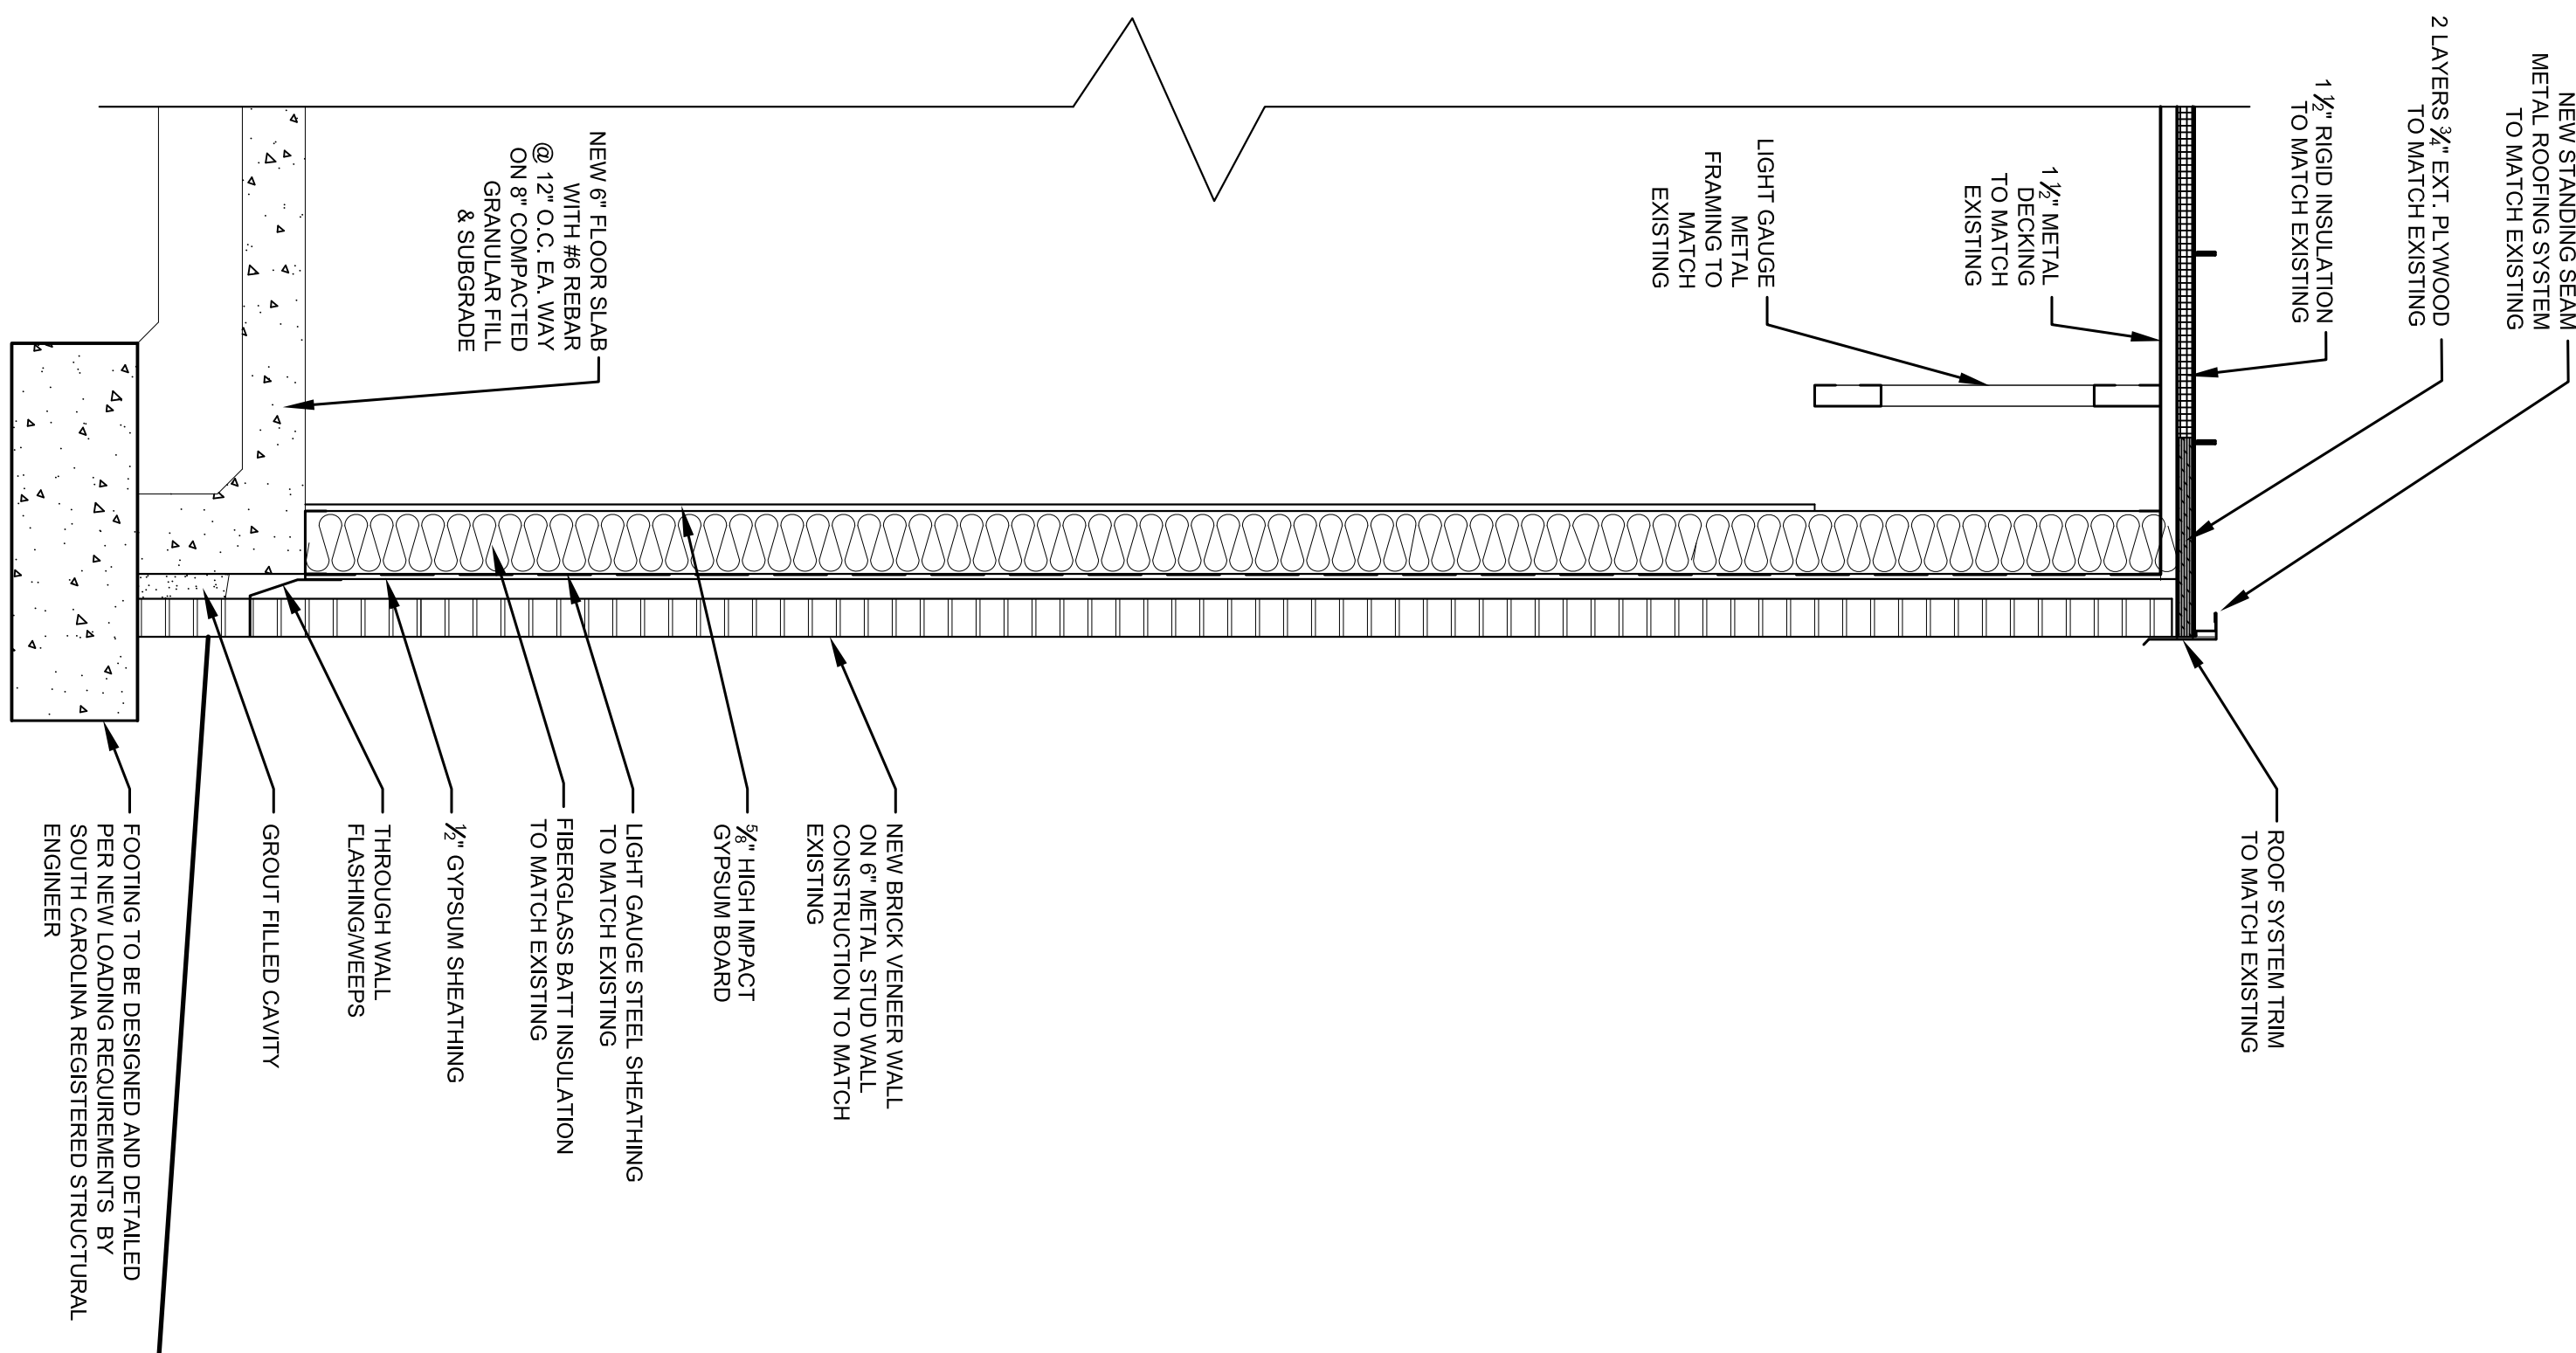 NEW STANDING SEAM
METAL ROOFING SYSTEM
TO MATCH EXISTING
2 LAYERS 3/4" EXT. PLYWOOD
TO MATCH EXISTING
1 1/2" RIGID INSULATION
TO MATCH EXISTING
1 1/2" METAL
DECKING
TO MATCH
EXISTING
LIGHT GAUGE
METAL
FRAMING TO
MATCH
EXISTING
NEW 6" FLOOR SLAB
WITH #6 REBAR
@ 12" O.C. EA. WAY
ON 8" COMPACTED
GRANULAR FILL
& SUBGRADE
ROOF SYSTEM TRIM
TO MATCH EXISTING
NEW BRICK VENEER WALL
ON 6" METAL STUD WALL
CONSTRUCTION TO MATCH
EXISTING
5/8" HIGH IMPACT
GYPSUM BOARD
LIGHT GAUGE STEEL SHEATHING
TO MATCH EXISTING
FIBERGLASS BATT INSULATION
TO MATCH EXISTING
1/2" GYPSUM SHEATHING
THROUGH WALL
FLASHING/WEEPS
GROUT FILLED CAVITY
FOOTING TO BE DESIGNED AND DETAILED
PER NEW LOADING REQUIREMENTS BY
SOUTH CAROLINA REGISTERED STRUCTURAL
ENGINEER